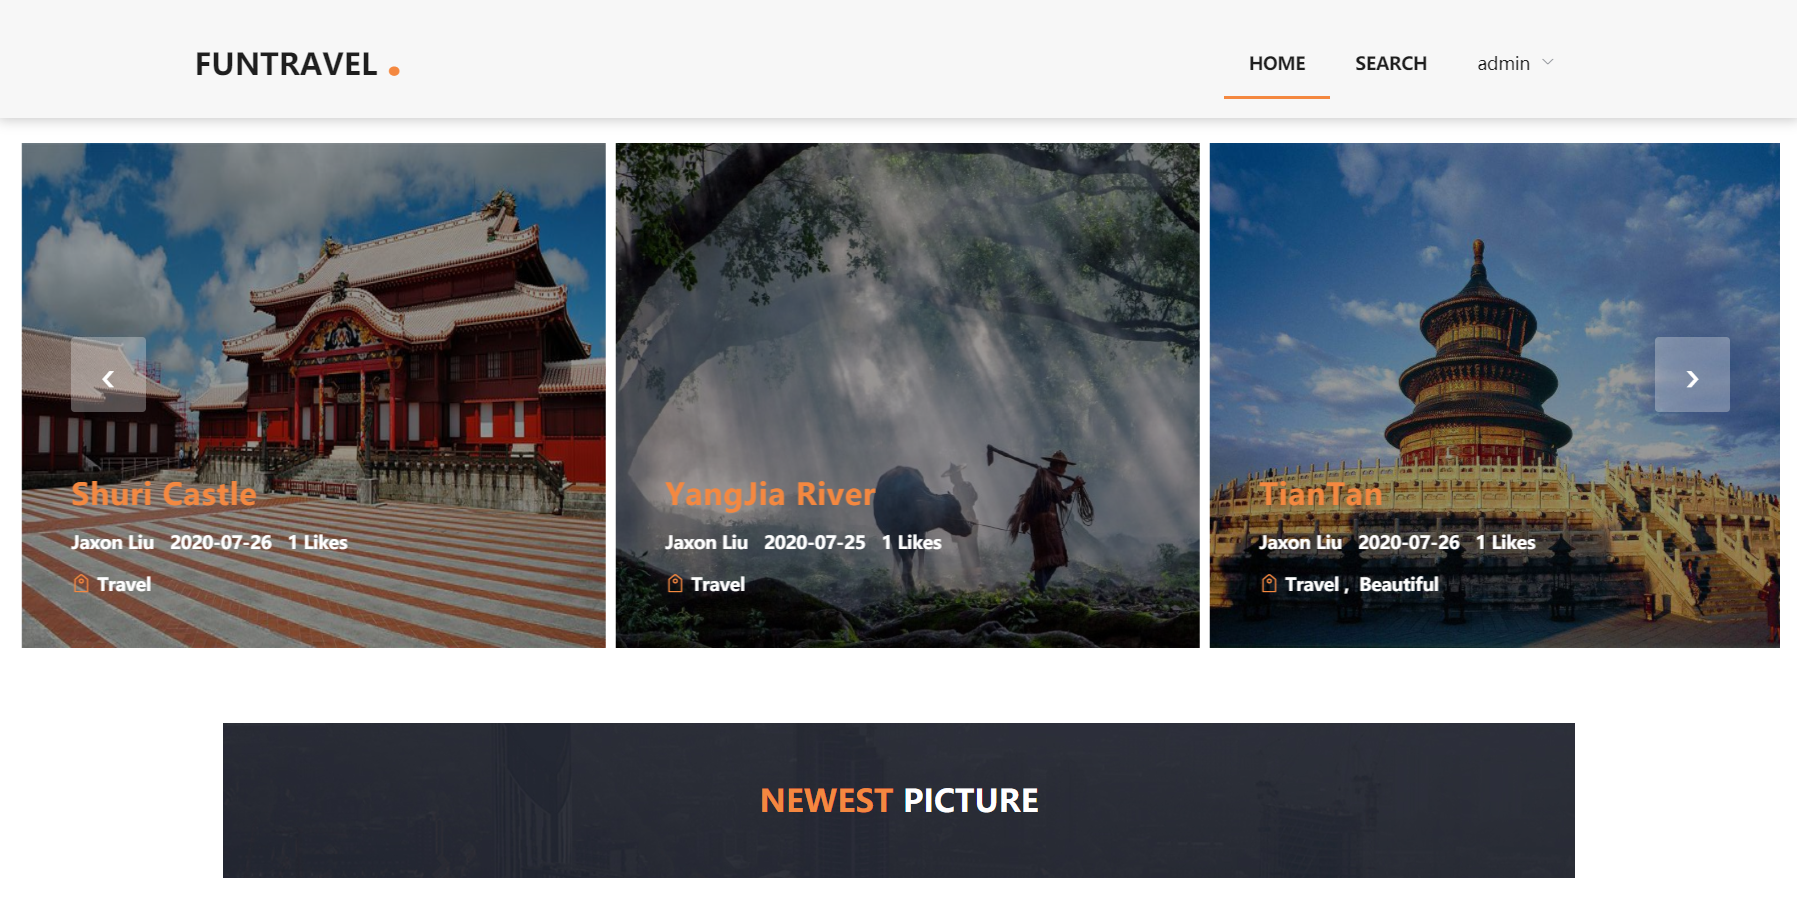 FUNTRAVEL .
HOME SEARCH admin
‹
›
Shuri Castle
Jaxon Liu 2020-07-26 1 Likes
Travel
YangJia River
Jaxon Liu 2020-07-25 1 Likes
Travel
TianTan
Jaxon Liu 2020-07-26 1 Likes
Travel , Beautiful
NEWEST PICTURE